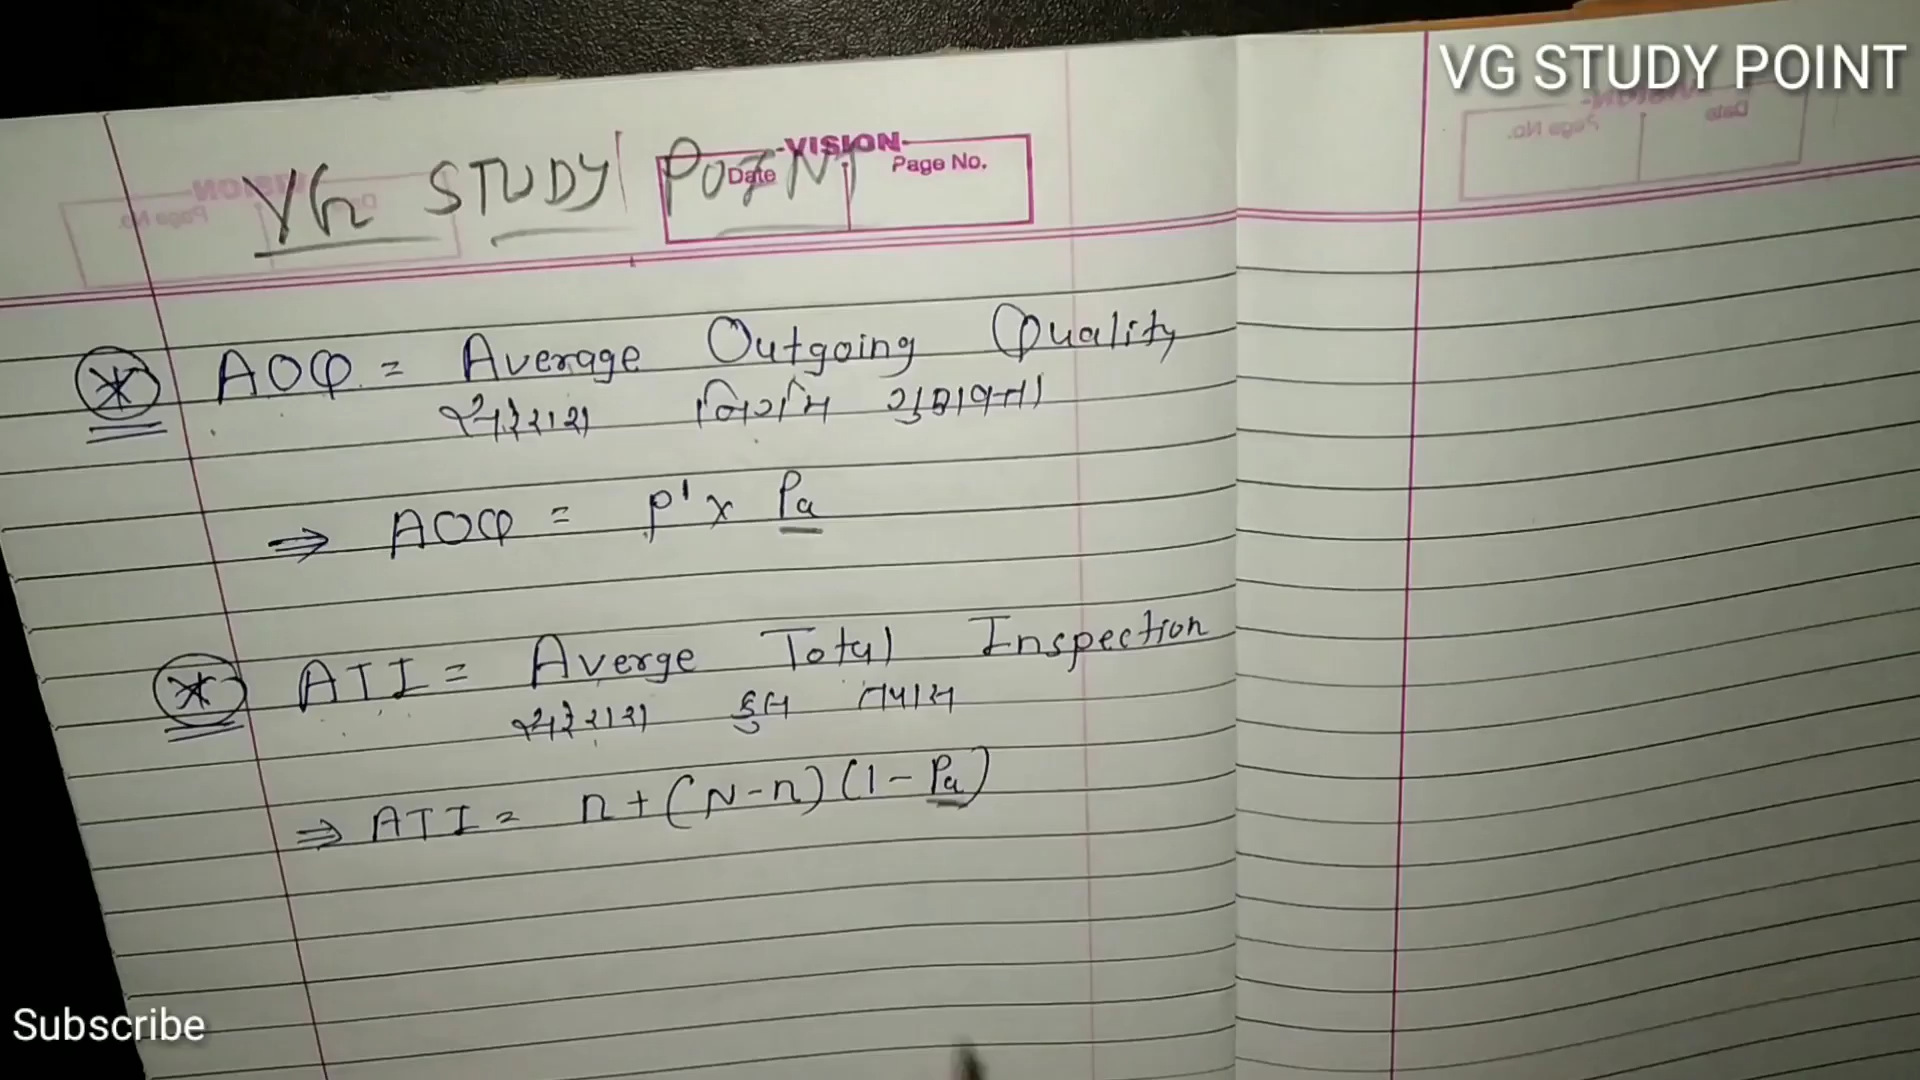 VG STUDY POINT
-VISION-
Date
Page No.
VG STUDY POINT
AOQ = Average Outgoing Quality
સરેરાશ નિર્ગમ ગુણવત્તા
⇒ AOQ = p' x Pa
ATI = Averge Total Inspection
સરેરાશ કુલ તપાસ
⇒ ATI = n + (N-n) (1 - Pa)
Subscribe